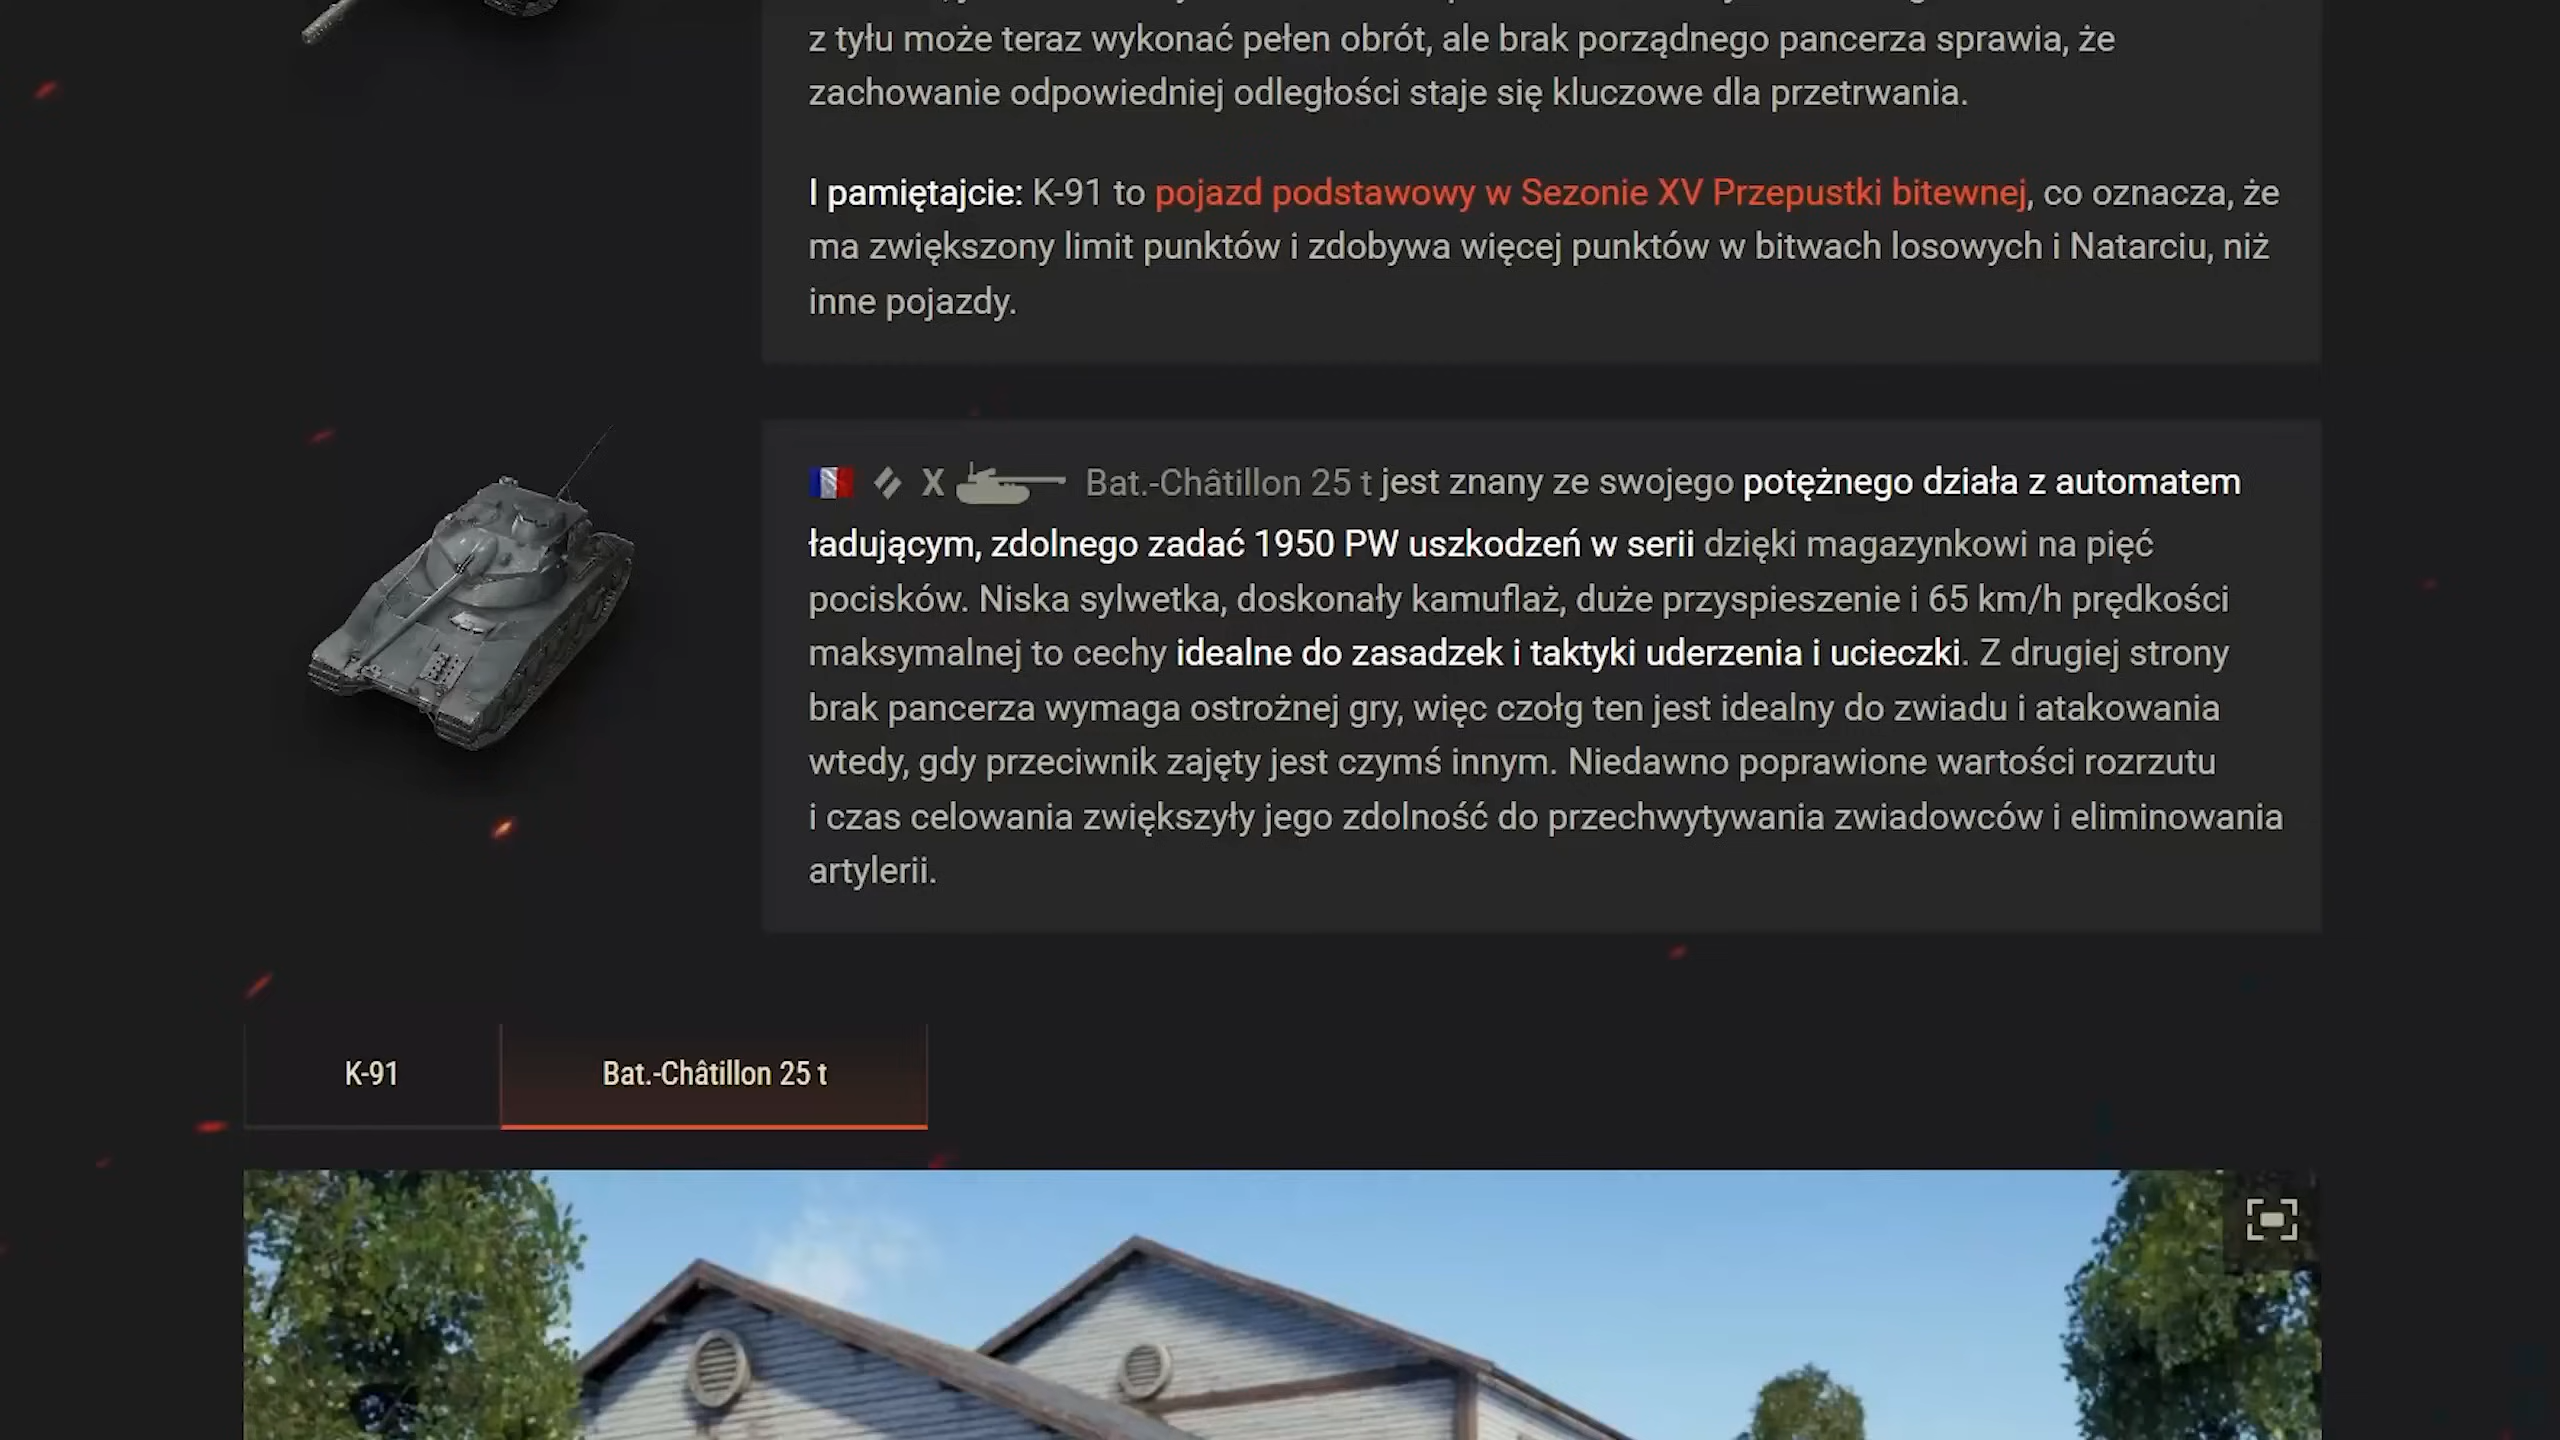 z tyłu może teraz wykonać pełen obrót, ale brak porządnego pancerza sprawia, że
zachowanie odpowiedniej odległości staje się kluczowe dla przetrwania.
I pamiętajcie: K-91 to pojazd podstawowy w Sezonie XV Przepustki bitewnej, co oznacza, że
ma zwiększony limit punktów i zdobywa więcej punktów w bitwach losowych i Natarciu, niż
inne pojazdy.
X Bat.-Châtillon 25 t jest znany ze swojego potężnego działa z automatem
ładującym, zdolnego zadać 1950 PW uszkodzeń w serii dzięki magazynkowi na pięć
pocisków. Niska sylwetka, doskonały kamuflaż, duże przyspieszenie i 65 km/h prędkości
maksymalnej to cechy idealne do zasadzek i taktyki uderzenia i ucieczki. Z drugiej strony
brak pancerza wymaga ostrożnej gry, więc czołg ten jest idealny do zwiadu i atakowania
wtedy, gdy przeciwnik zajęty jest czymś innym. Niedawno poprawione wartości rozrzutu
i czas celowania zwiększyły jego zdolność do przechwytywania zwiadowców i eliminowania
artylerii.
K-91
Bat.-Châtillon 25 t